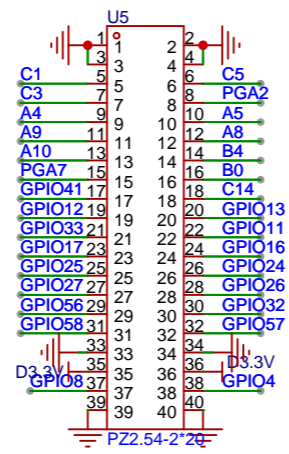 U5
1 1 2 2
3 3 4 4
C1 5 5 6 6 C5
C3 7 7 8 8 PGA2
A4 9 9 10 10 A5
A9 11 11 12 12 A8
A10 13 13 14 14 B4
PGA7 15 15 16 16 B0
GPIO41 17 17 18 18 C14
GPIO12 19 19 20 20 GPIO13
GPIO33 21 21 22 22 GPIO11
GPIO17 23 23 24 24 GPIO16
GPIO25 25 25 26 26 GPIO24
GPIO27 27 27 28 28 GPIO26
GPIO56 29 29 30 30 GPIO32
GPIO58 31 31 32 32 GPIO57
33 33 34 34
D3.3V 35 35 36 36 D3.3V
GPIO8 37 37 38 38 GPIO4
39 39 40 40
PZ2.54-2*20